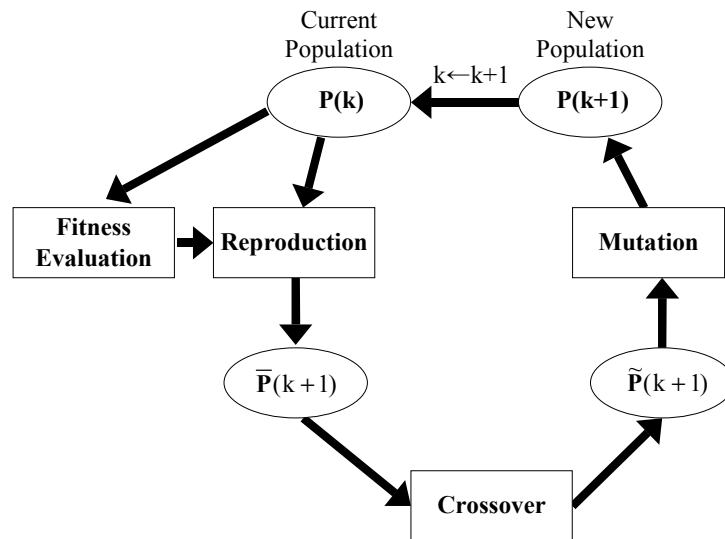 Current
Population
New
Population
k←k+1
P(k)
P(k+1)
Fitness
Evaluation
Reproduction
Mutation
P̅(k + 1)
P̃(k + 1)
Crossover